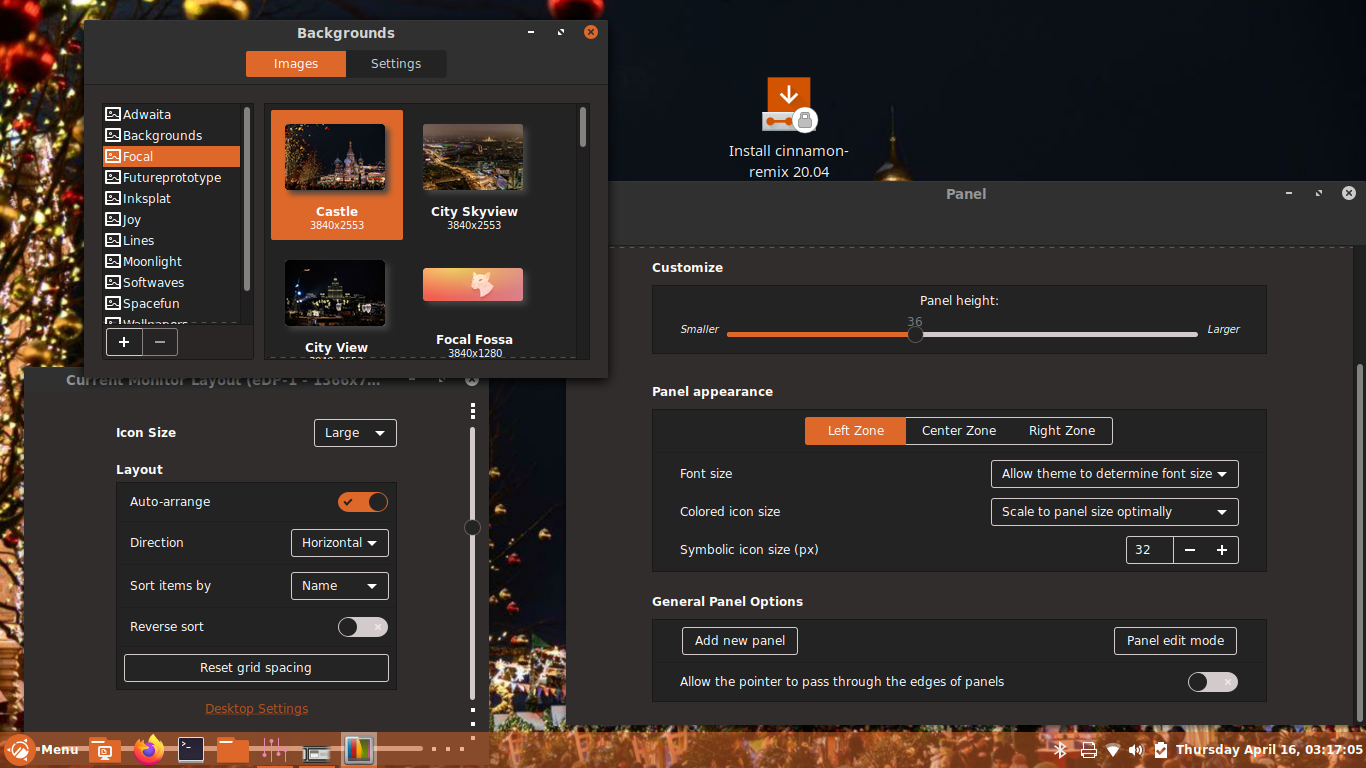 Backgrounds
Images
Settings
Adwaita
Backgrounds
Focal
Futureprototype
Inksplat
Joy
Lines
Moonlight
Softwaves
Spacefun
Wallpapers
Castle
3840x2553
City Skyview
3840x2553
City View
3840x2553
Focal Fossa
3840x1280
Install cinnamon-
remix 20.04
Panel
Customize
Panel height:
36
Smaller
Larger
Panel appearance
Left Zone
Center Zone
Right Zone
Font size
Allow theme to determine font size
Colored icon size
Scale to panel size optimally
Symbolic icon size (px)
32
General Panel Options
Add new panel
Panel edit mode
Allow the pointer to pass through the edges of panels
Current Monitor Layout (eDP-1 - 1366x7...
Icon Size
Large
Layout
Auto-arrange
Direction
Horizontal
Sort items by
Name
Reverse sort
Reset grid spacing
Desktop Settings
Menu
Thursday April 16, 03:17:05